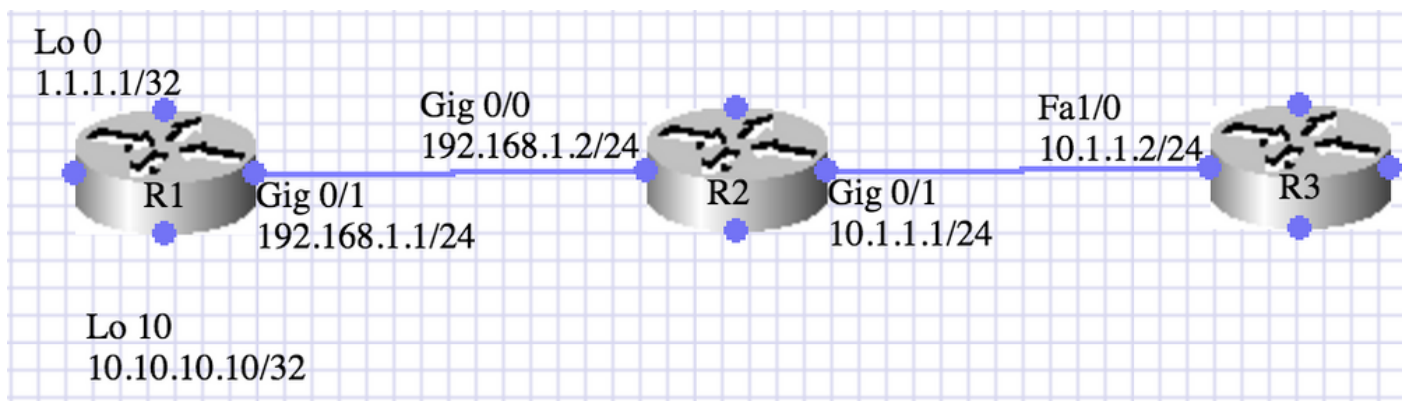 Lo 0
1.1.1.1/32
R1
Gig 0/1
192.168.1.1/24
Lo 10
10.10.10.10/32
Gig 0/0
192.168.1.2/24
R2
Gig 0/1
10.1.1.1/24
Fa1/0
10.1.1.2/24
R3